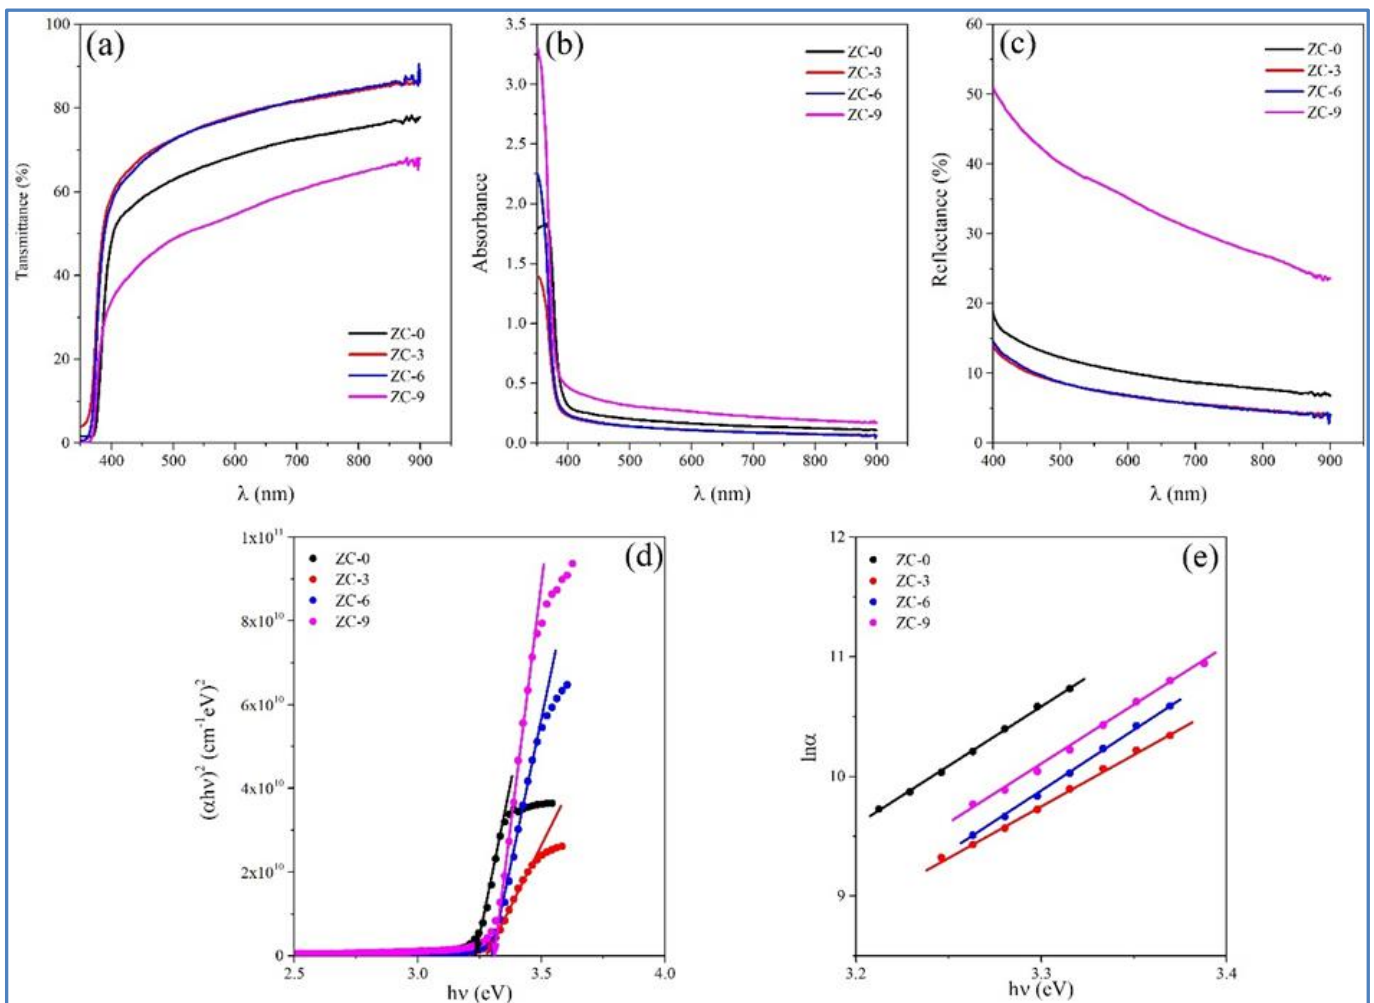 (a)
Tansmittance (%)
100
80
60
40
20
0
400
500
600
700
800
900
λ (nm)
ZC-0
ZC-3
ZC-6
ZC-9
(b)
Absorbance
3.5
3.0
2.5
2.0
1.5
1.0
0.5
0.0
400
500
600
700
800
900
λ (nm)
ZC-0
ZC-3
ZC-6
ZC-9
(c)
Reflectance (%)
60
50
40
30
20
10
0
400
500
600
700
800
900
λ (nm)
ZC-0
ZC-3
ZC-6
ZC-9
(d)
(αhν)² (cm⁻¹eV)²
1x10¹¹
8x10¹⁰
6x10¹⁰
4x10¹⁰
2x10¹⁰
0
2.5
3.0
3.5
4.0
hν (eV)
ZC-0
ZC-3
ZC-6
ZC-9
(e)
lnα
12
11
10
9
3.2
3.3
3.4
hν (eV)
ZC-0
ZC-3
ZC-6
ZC-9